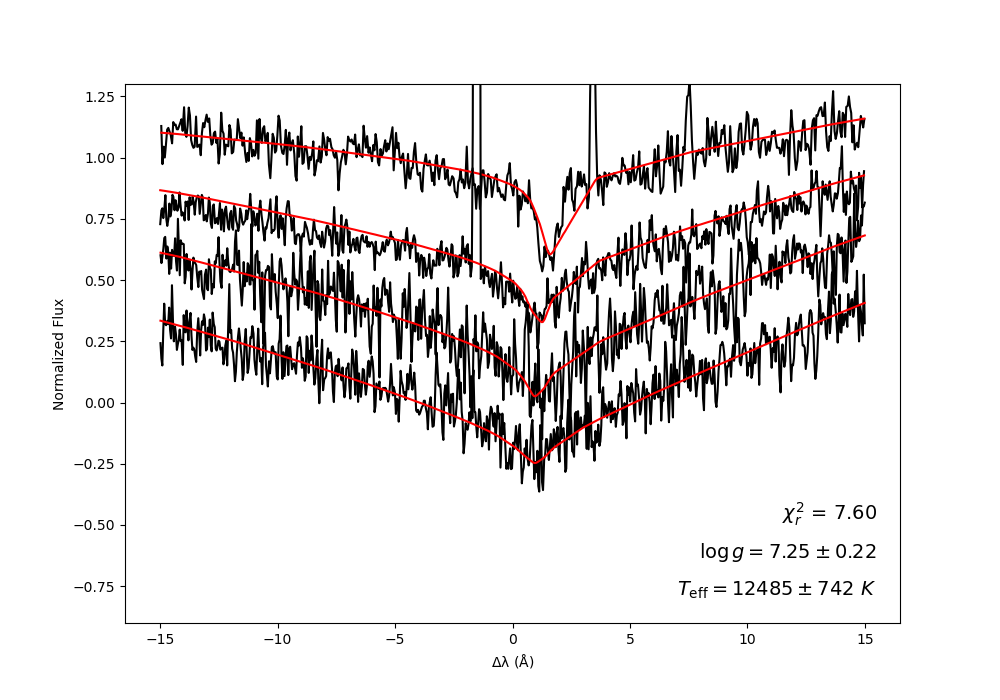 1.25
1.00
0.75
0.50
0.25
0.00
−0.25
−0.50
−0.75
Normalized Flux
χ²ᵣ = 7.60
log g = 7.25 ± 0.22
T_eff = 12485 ± 742 K
−15 −10 −5 0 5 10 15
Δλ (Å)